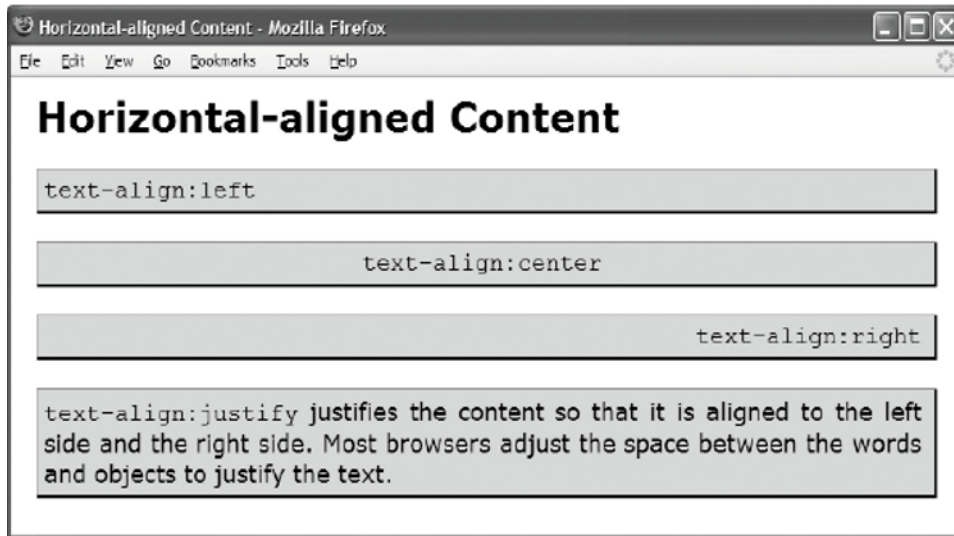 Horizontal-aligned Content - Mozilla Firefox
File Edit View Go Bookmarks Tools Help
Horizontal-aligned Content
text-align:left
text-align:center
text-align:right
text-align:justify justifies the content so that it is aligned to the left
side and the right side. Most browsers adjust the space between the words
and objects to justify the text.